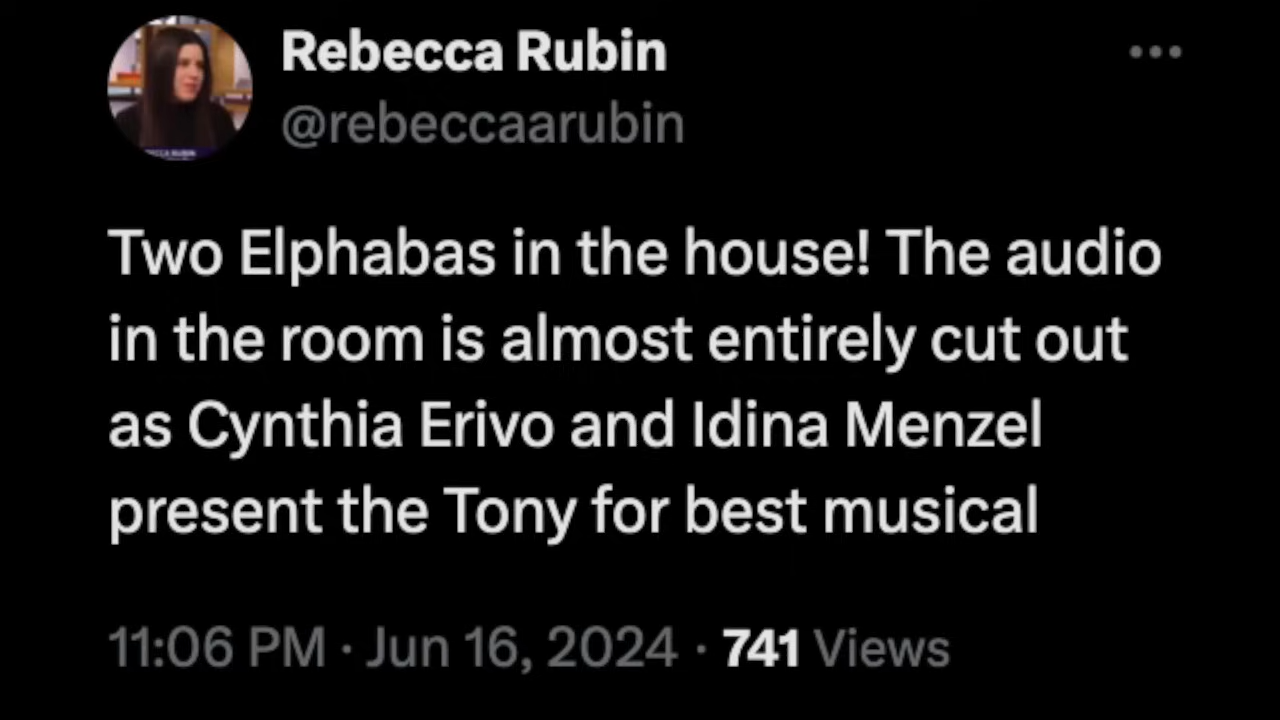 Rebecca Rubin
@rebeccaarubin
Two Elphabas in the house! The audio
in the room is almost entirely cut out
as Cynthia Erivo and Idina Menzel
present the Tony for best musical
11:06 PM · Jun 16, 2024 · 741 Views